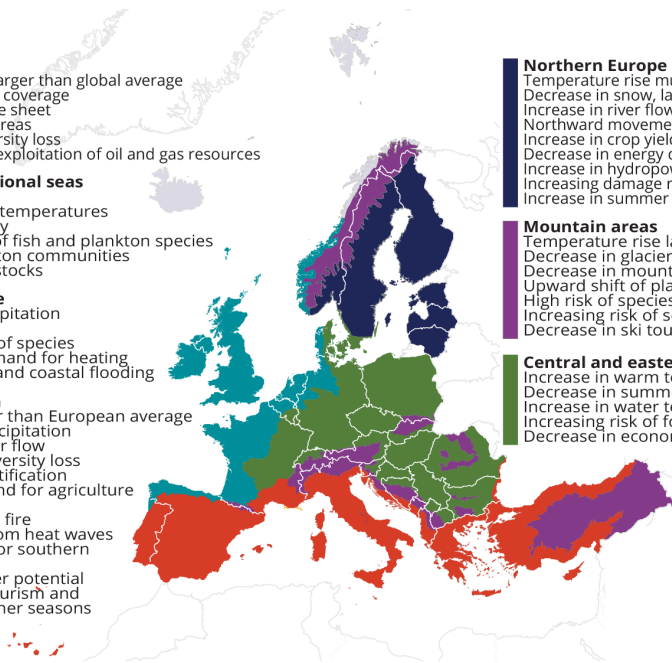 arger than global average
coverage
e sheet
reas
rsity loss
exploitation of oil and gas resources
ional seas
temperatures
y
of fish and plankton species
ton communities
stocks
e
ipitation
of species
mand for heating
and coastal flooding
r than European average
cipitation
r flow
versity loss
tification
nd for agriculture
fire
om heat waves
or southern
er potential
urism and
her seasons
Northern Europe
Temperature rise mu
Decrease in snow, la
Increase in river flow
Northward moveme
Increase in crop yield
Decrease in energy d
Increase in hydropow
Increasing damage r
Increase in summer
Mountain areas
Temperature rise la
Decrease in glacier
Decrease in mount
Upward shift of pla
High risk of species
Increasing risk of so
Decrease in ski tou
Central and easte
Increase in warm te
Decrease in summ
Increase in water te
Increasing risk of fo
Decrease in econor